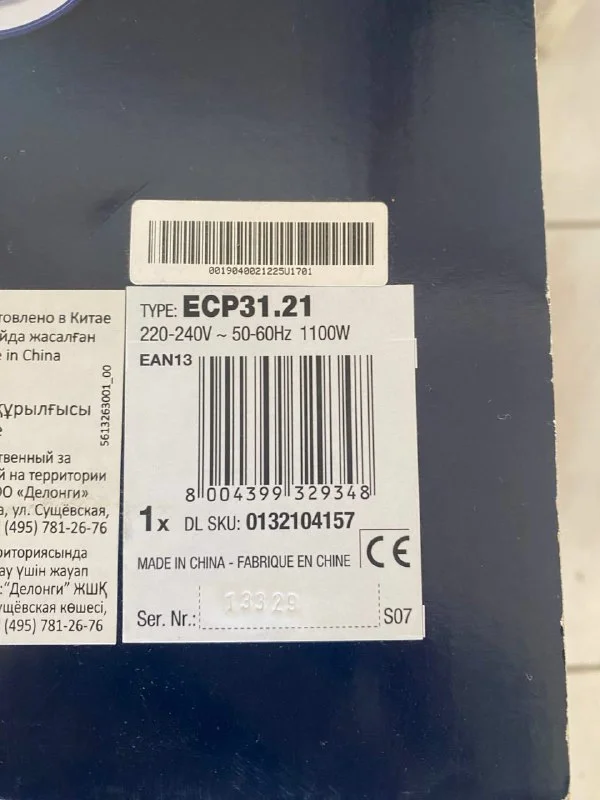 0019040021225U1701
TYPE: ECP31.21
220-240V ~ 50-60Hz 1100W
EAN13
8 004399 329348
1x DL SKU: 0132104157
MADE IN CHINA - FABRIQUE EN CHINE
CE
Ser. Nr.: 13329
S07
товлено в Китае
йда жасалған
in China
5613263001_00
құрылғысы
твенный за
й на территории
ОО «Делонги»
а, ул. Сущёвская,
(495) 781-26-76
риториясында
ау үшін жауап
:"Делонги" ЖШҚ
ущёвская көшесі,
(495) 781-26-76